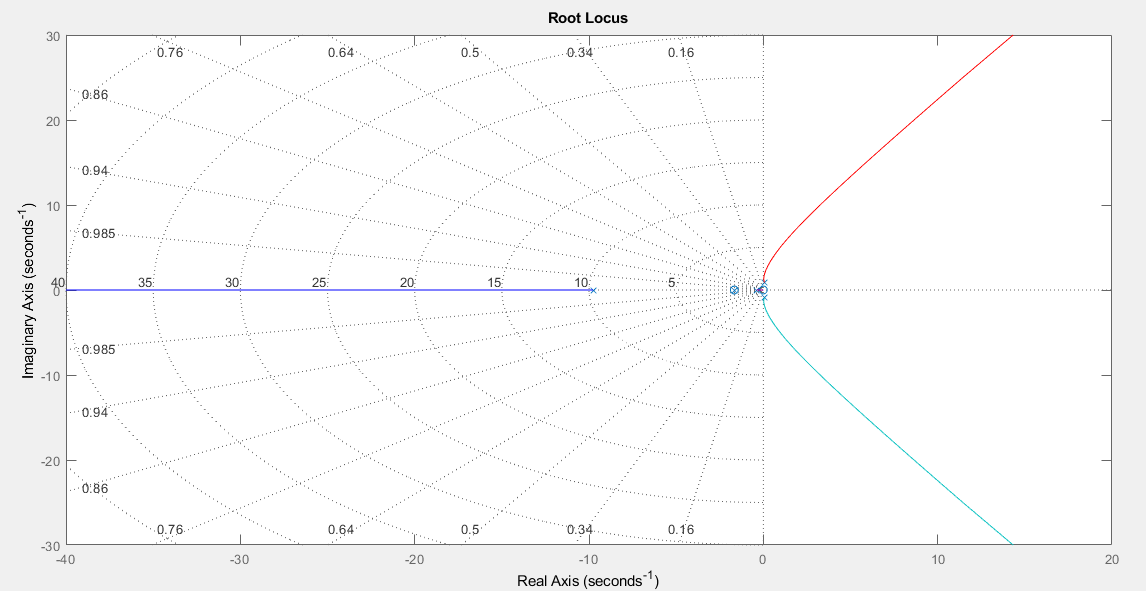 Root Locus
30
0.76 0.64 0.5 0.34 0.16
0.86
20
0.94
10
0.985
40 35 30 25 20 15 10 5
0
0.985
-10
0.94
-20
0.86
0.76 0.64 0.5 0.34 0.16
-30
-40 -30 -20 -10 0 10 20
Real Axis (seconds-1)
Imaginary Axis (seconds-1)